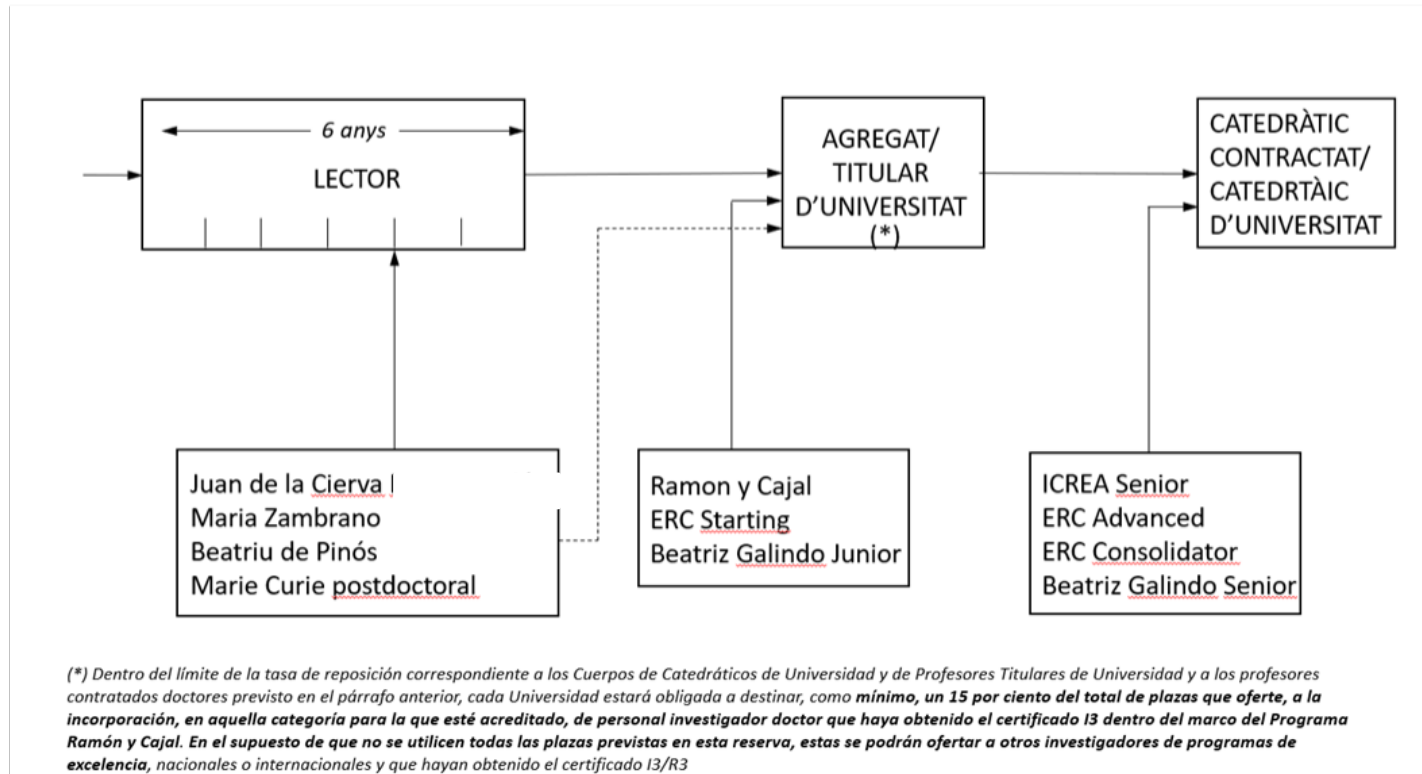 6 anys
LECTOR
AGREGAT/
TITULAR
D'UNIVERSITAT
(*)
CATEDRÀTIC
CONTRACTAT/
CATEDRTÀIC
D'UNIVERSITAT
Juan de la Cierva
Maria Zambrano
Beatriu de Pinós
Marie Curie postdoctoral
Ramon y Cajal
ERC Starting
Beatriz Galindo Junior
ICREA Senior
ERC Advanced
ERC Consolidator
Beatriz Galindo Senior
(*) Dentro del límite de la tasa de reposición correspondiente a los Cuerpos de Catedráticos de Universidad y de Profesores Titulares de Universidad y a los profesores
contratados doctores previsto en el párrafo anterior, cada Universidad estará obligada a destinar, como mínimo, un 15 por ciento del total de plazas que oferte, a la
incorporación, en aquella categoría para la que esté acreditado, de personal investigador doctor que haya obtenido el certificado I3 dentro del marco del Programa
Ramón y Cajal. En el supuesto de que no se utilicen todas las plazas previstas en esta reserva, estas se podrán ofertar a otros investigadores de programas de
excelencia, nacionales o internacionales y que hayan obtenido el certificado I3/R3